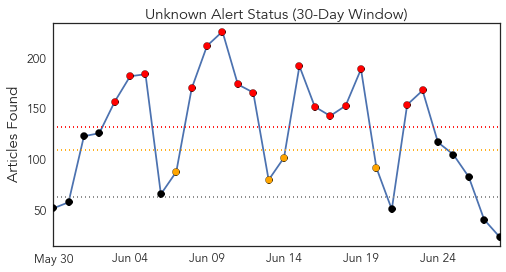 Unknown Alert Status (30-Day Window)
Articles Found
200
150
100
50
May 30
Jun 04
Jun 09
Jun 14
Jun 19
Jun 24